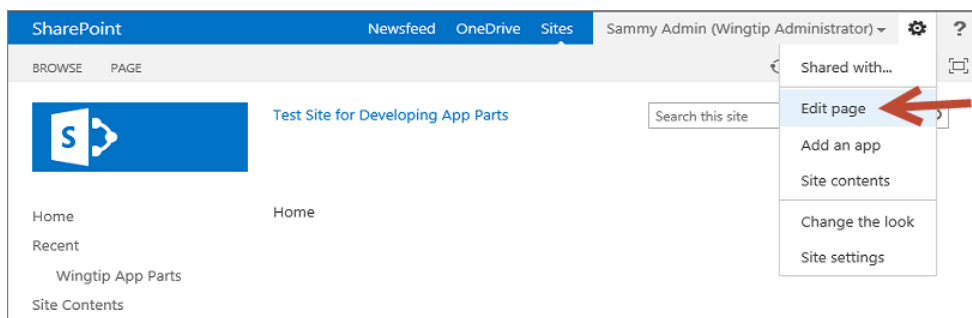 SharePoint Newsfeed OneDrive Sites Sammy Admin (Wingtip Administrator) ?
BROWSE PAGE
Shared with...
S
Test Site for Developing App Parts
Search this site
Edit page
Add an app
Site contents
Change the look
Site settings
Home
Home
Recent
Wingtip App Parts
Site Contents